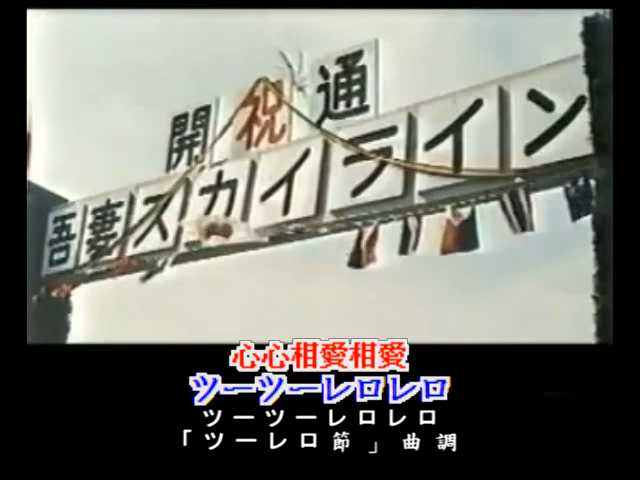 開祝通
吾妻スカイライン
心心相愛相愛
ツーツーレロレロ
ツーツーレロレロ
「ツーレロ節」曲調